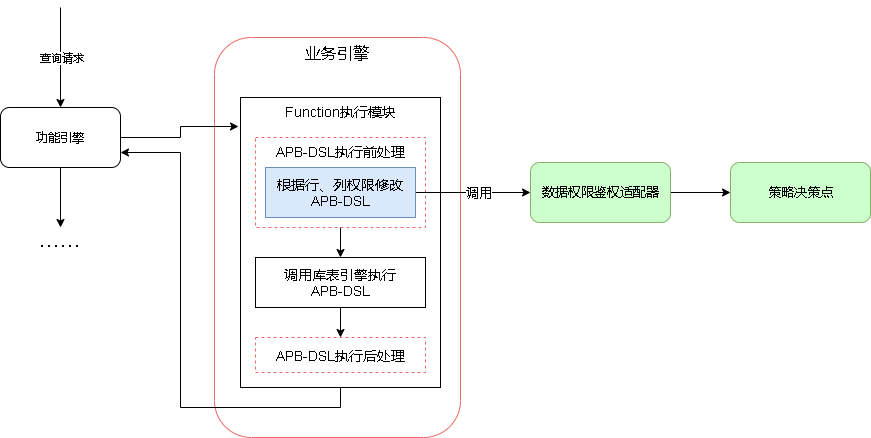 业务引擎
查询请求
Function执行模块
功能引擎
APB-DSL执行前处理
根据行、列权限修改
APB-DSL
调用
数据权限鉴权适配器
策略决策点
......
调用库表引擎执行
APB-DSL
APB-DSL执行后处理